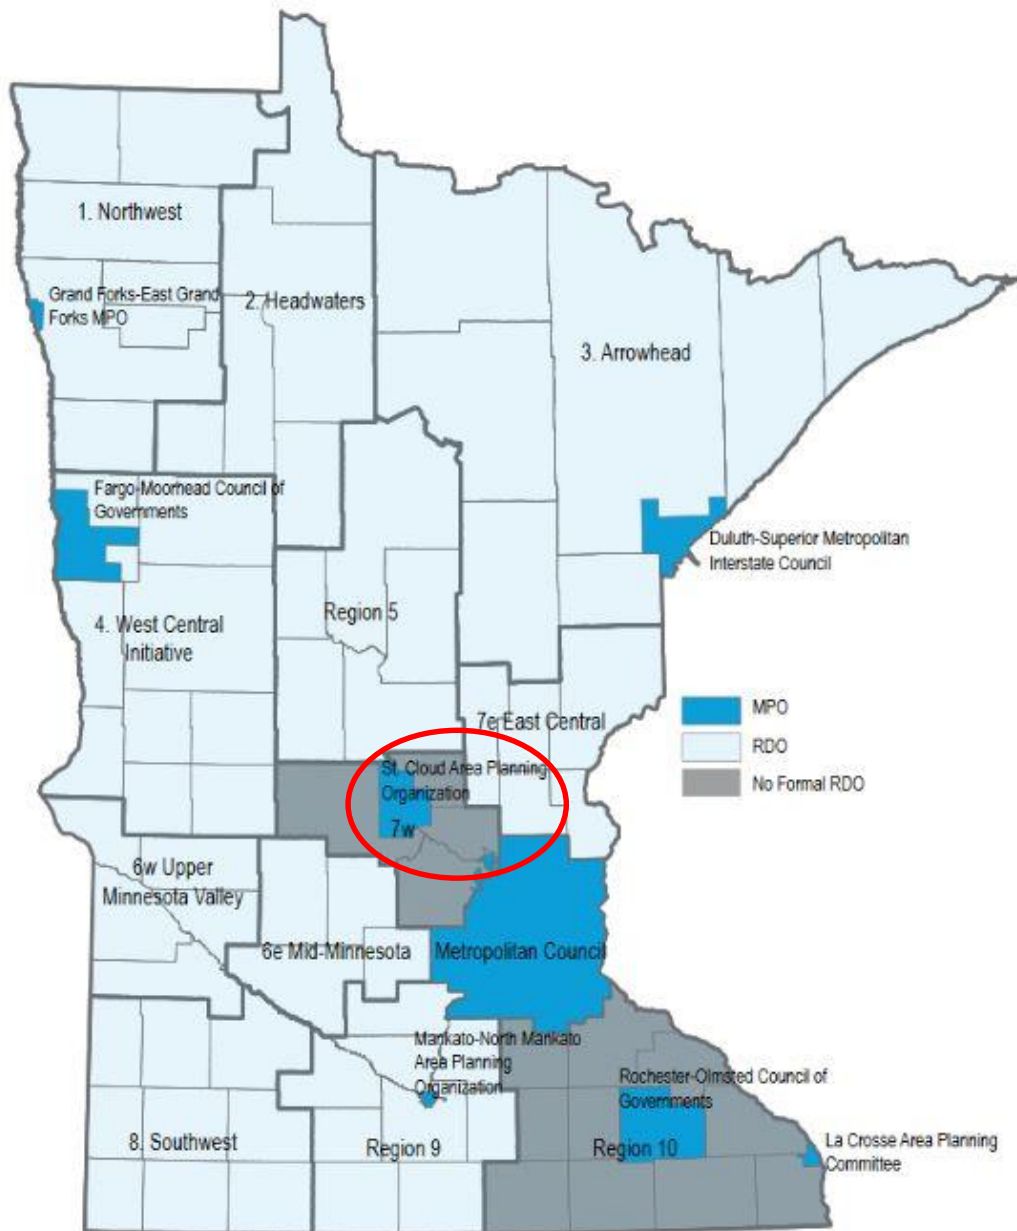 1. Northwest
Grand Forks-East Grand
Forks MPO
2. Headwaters
3. Arrowhead
Fargo-Moorhead Council of
Governments
Duluth-Superior Metropolitan
Interstate Council
Region 5
4. West Central
Initiative
7e East Central
MPO
RDO
No Formal RDO
St. Cloud Area Planning
Organization
7w
6w Upper
Minnesota Valley
6e Mid-Minnesota
Metropolitan Council
Mankato-North Mankato
Area Planning
Organization
Rochester-Olmsted Council of
Governments
8. Southwest
Region 9
Region 10
La Crosse Area Planning
Committee